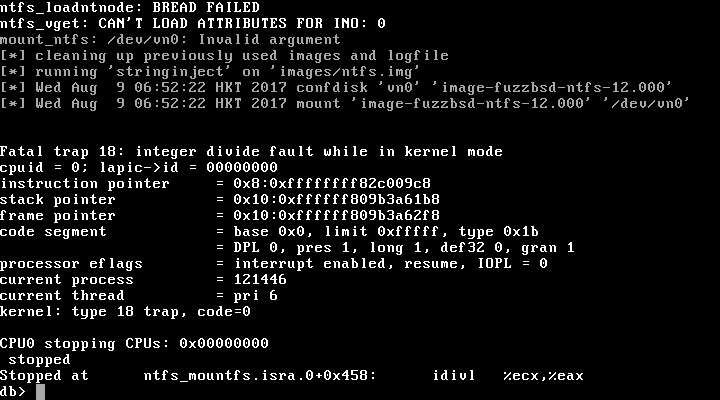 ntfs_loadntnode: BREAD FAILED
ntfs_vget: CAN'T LOAD ATTRIBUTES FOR INO: 0
mount_ntfs: /dev/vn0: Invalid argument
[*] cleaning up previously used images and logfile
[*] running 'stringinject' on 'images/ntfs.img'
[*] Wed Aug  9 06:52:22 HKT 2017 confdisk 'vn0' 'image-fuzzbsd-ntfs-12.000'
[*] Wed Aug  9 06:52:22 HKT 2017 mount 'image-fuzzbsd-ntfs-12.000' '/dev/vn0'
Fatal trap 18: integer divide fault while in kernel mode
cpuid = 0; lapic->id = 00000000
instruction pointer     = 0x8:0xffffffff82c009c8
stack pointer           = 0x10:0xffffffff809b3a61b8
frame pointer           = 0x10:0xffffffff809b3a62f8
code segment            = base 0x0, limit 0xfffff, type 0x1b
                        = DPL 0, pres 1, long 1, def32 0, gran 1
processor eflags        = interrupt enabled, resume, IOPL = 0
current process         = 121446
current thread          = pri 6
kernel: type 18 trap, code=0
CPU0 stopping CPUs: 0x00000000
 stopped
Stopped at      ntfs_mountfs.isra.0+0x458:      idivl   %ecx,%eax
db>